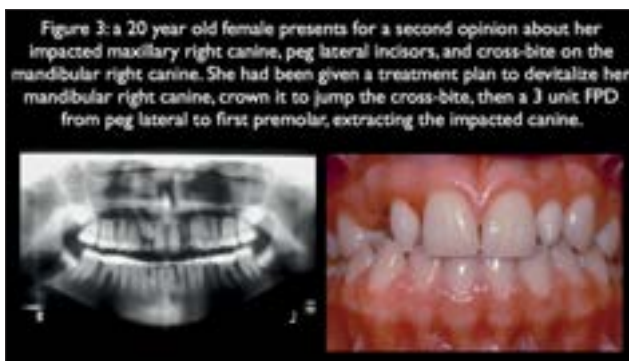 Figure 3: a 20 year old female presents for a second opinion about her
impacted maxillary right canine, peg lateral incisors, and cross-bite on the
mandibular right canine. She had been given a treatment plan to devitalize her
mandibular right canine, crown it to jump the cross-bite, then a 3 unit FPD
from peg lateral to first premolar, extracting the impacted canine.
L